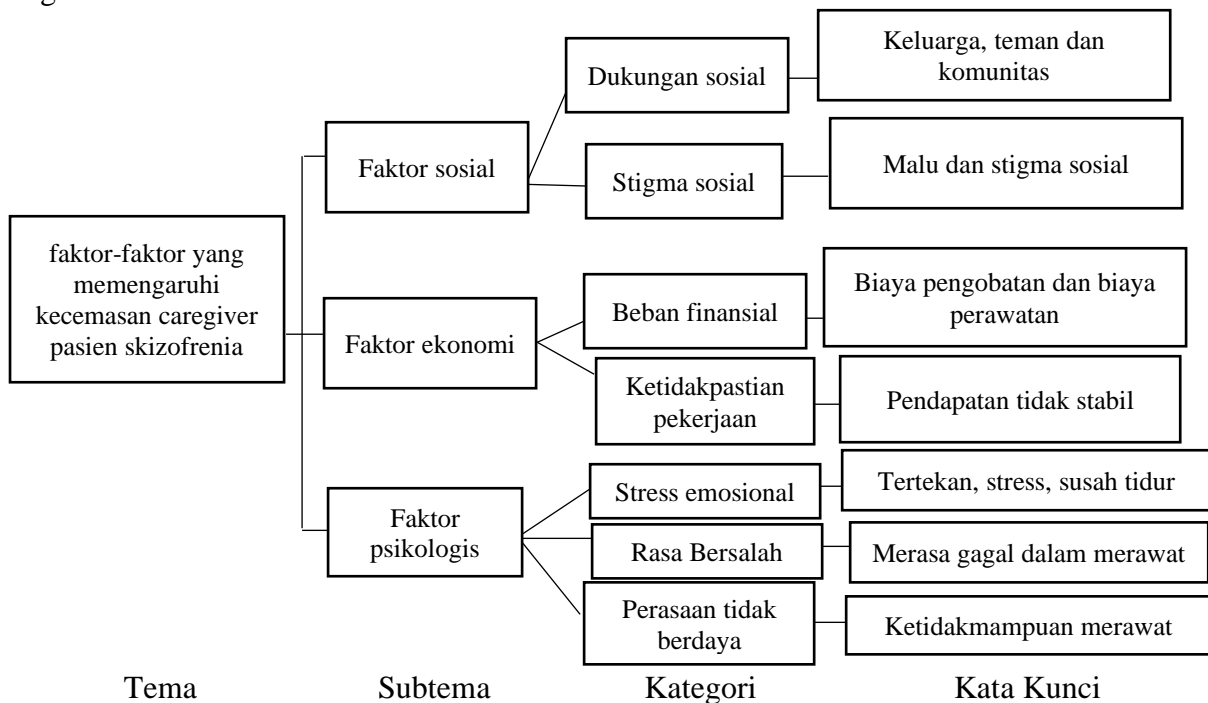 Keluarga, teman dan
komunitas
Dukungan sosial
Faktor sosial
Stigma sosial
Malu dan stigma sosial
faktor-faktor yang
memengaruhi
kecemasan caregiver
pasien skizofrenia
Faktor ekonomi
Beban finansial
Biaya pengobatan dan biaya
perawatan
Ketidakpastian
pekerjaan
Pendapatan tidak stabil
Faktor
psikologis
Stress emosional
Tertekan, stress, susah tidur
Rasa Bersalah
Merasa gagal dalam merawat
Perasaan tidak
berdaya
Ketidakmampuan merawat
Tema
Subtema
Kategori
Kata Kunci